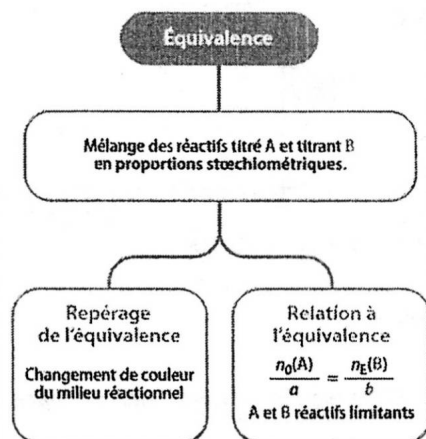 Équivalence
Mélange des réactifs titré A et titrant B
en proportions stœchiométriques.
Repérage
de l'équivalence
Changement de couleur
du milieu réactionnel
Relation à
l'équivalence
n₀(A)/a = n_E(B)/b
A et B réactifs limitants